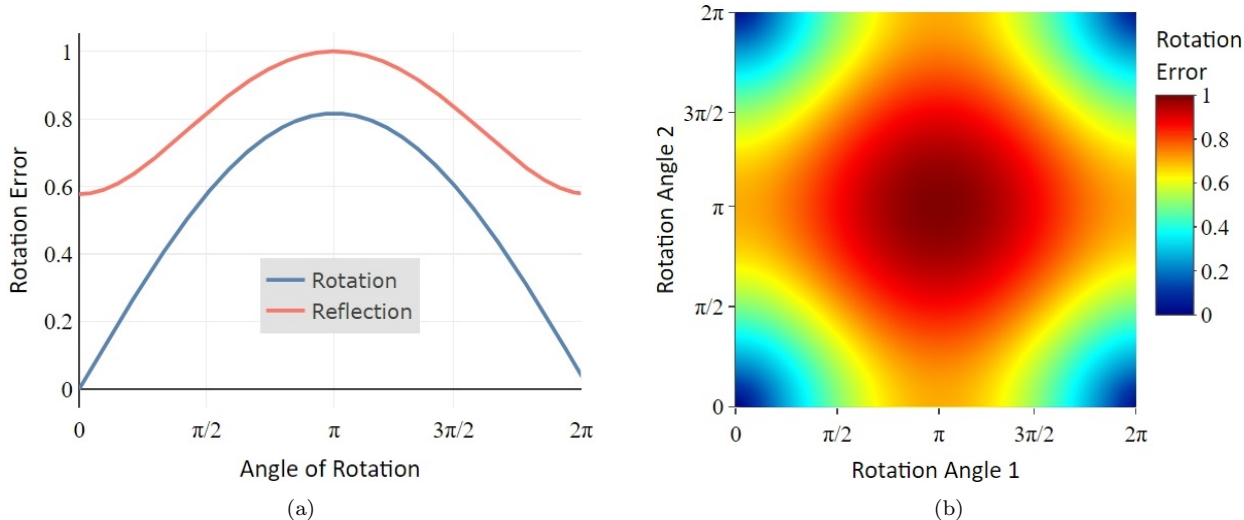 1
0.8
0.6
0.4
0.2
0
Rotation Error
Rotation
Reflection
0 π/2 π 3π/2 2π
Angle of Rotation
(a)
2π
3π/2
π
π/2
0
Rotation Angle 2
0 π/2 π 3π/2 2π
Rotation Angle 1
Rotation
Error
1
0.8
0.6
0.4
0.2
0
(b)